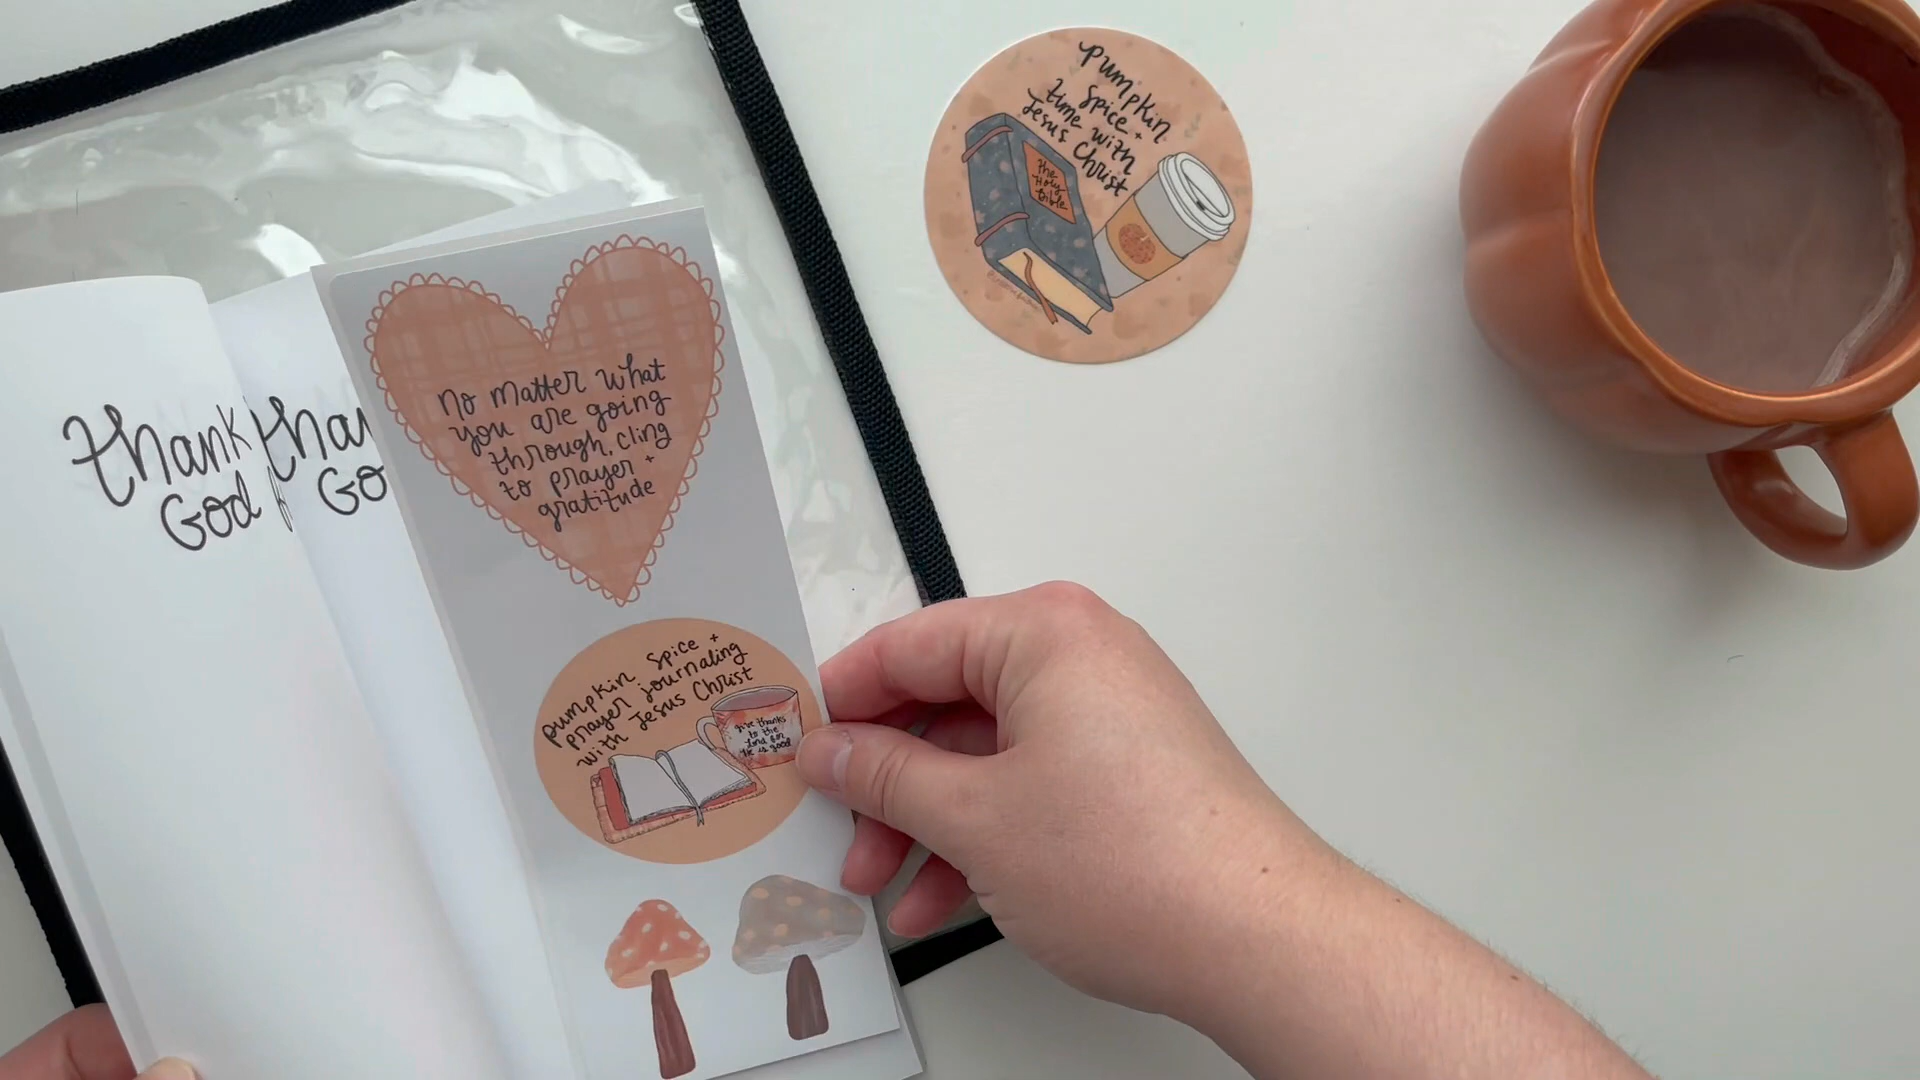 pumpkin
spice +
time with
Jesus Christ
the
Holy
Bible
thank
God
than
Go
no matter what
you are going
through, cling
to prayer +
gratitude
pumpkin spice +
prayer journaling
with Jesus Christ
give thanks
to the
Lord for
He is good